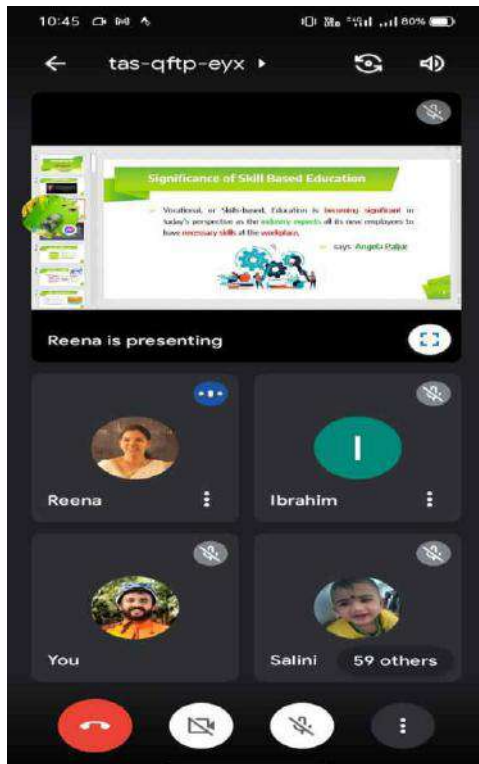 10:45
80%
tas-qftp-eyx
Significance of Skill Based Education
Vocational, or Skills-based, Education is becoming significant in
today's perspective as the industry expects all its new employees to
have necessary skills at the workplace,
says Angela
Reena is presenting
Reena
I
Ibrahim
You
Salini
59 others